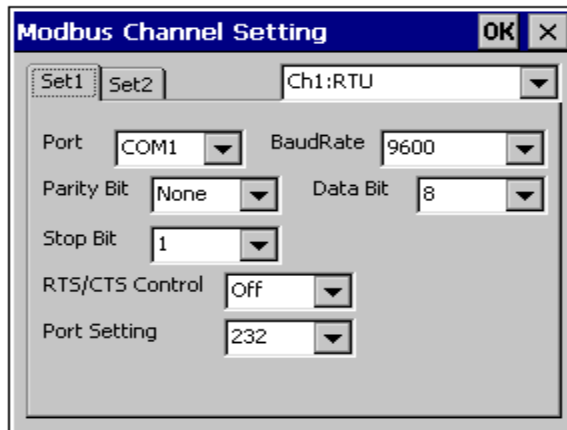 Modbus Channel Setting OK ×
Set1 Set2 Ch1:RTU
Port COM1 BaudRate 9600
Parity Bit None Data Bit 8
Stop Bit 1
RTS/CTS Control Off
Port Setting 232